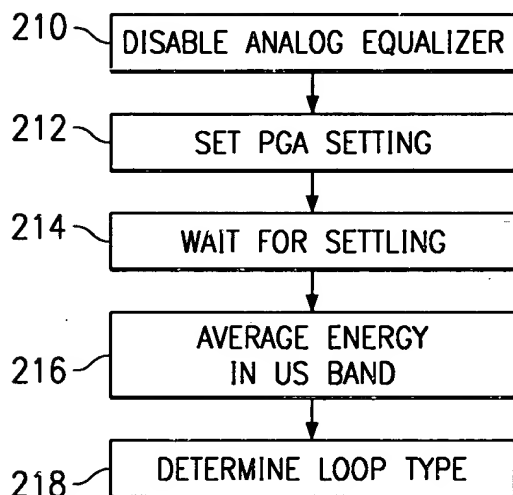 210
DISABLE ANALOG EQUALIZER
212
SET PGA SETTING
214
WAIT FOR SETTLING
216
AVERAGE ENERGY
IN US BAND
218
DETERMINE LOOP TYPE